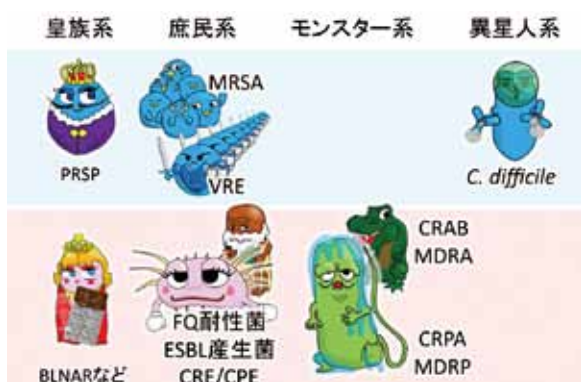 皇族系 庶民系 モンスター系 異星人系
PRSP
MRSA
VRE
C. difficile
BLNARなど
FQ耐性菌
ESBL産生菌
CRE/CPE
CRAB
MDRA
CRPA
MDRP